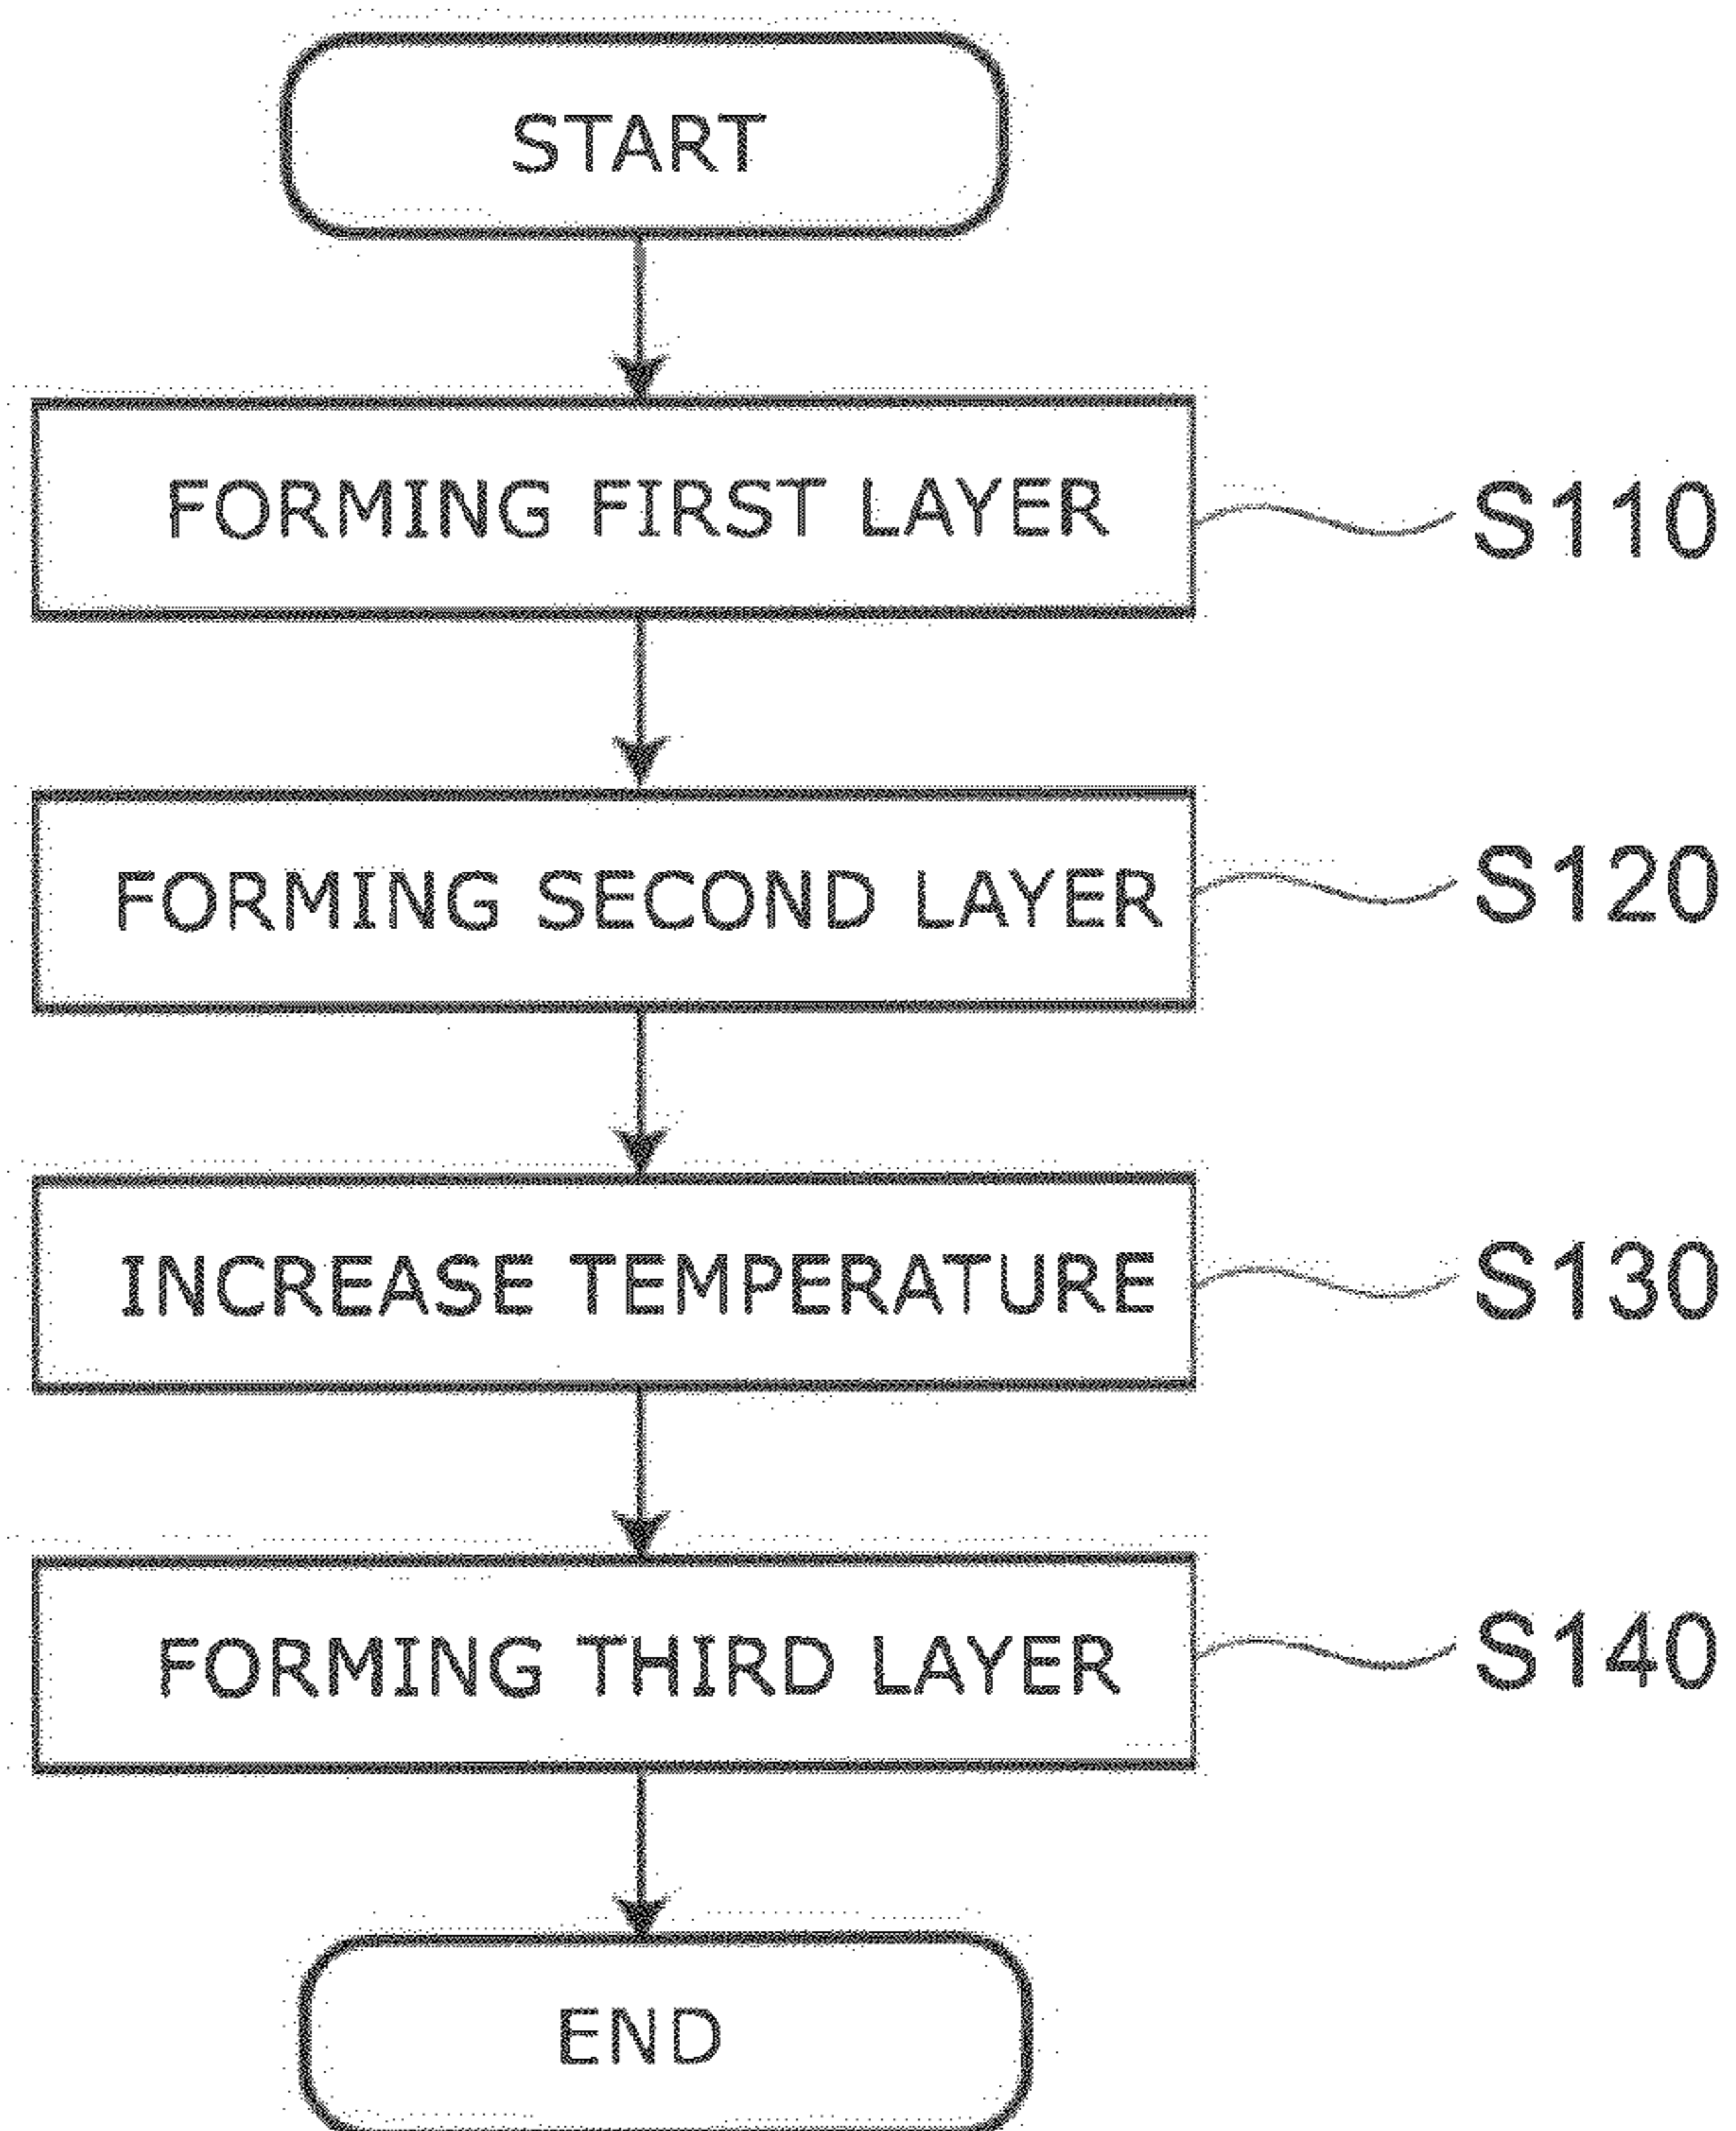 START
FORMING FIRST LAYER
S110
FORMING SECOND LAYER
S120
INCREASE TEMPERATURE
S130
FORMING THIRD LAYER
S140
END